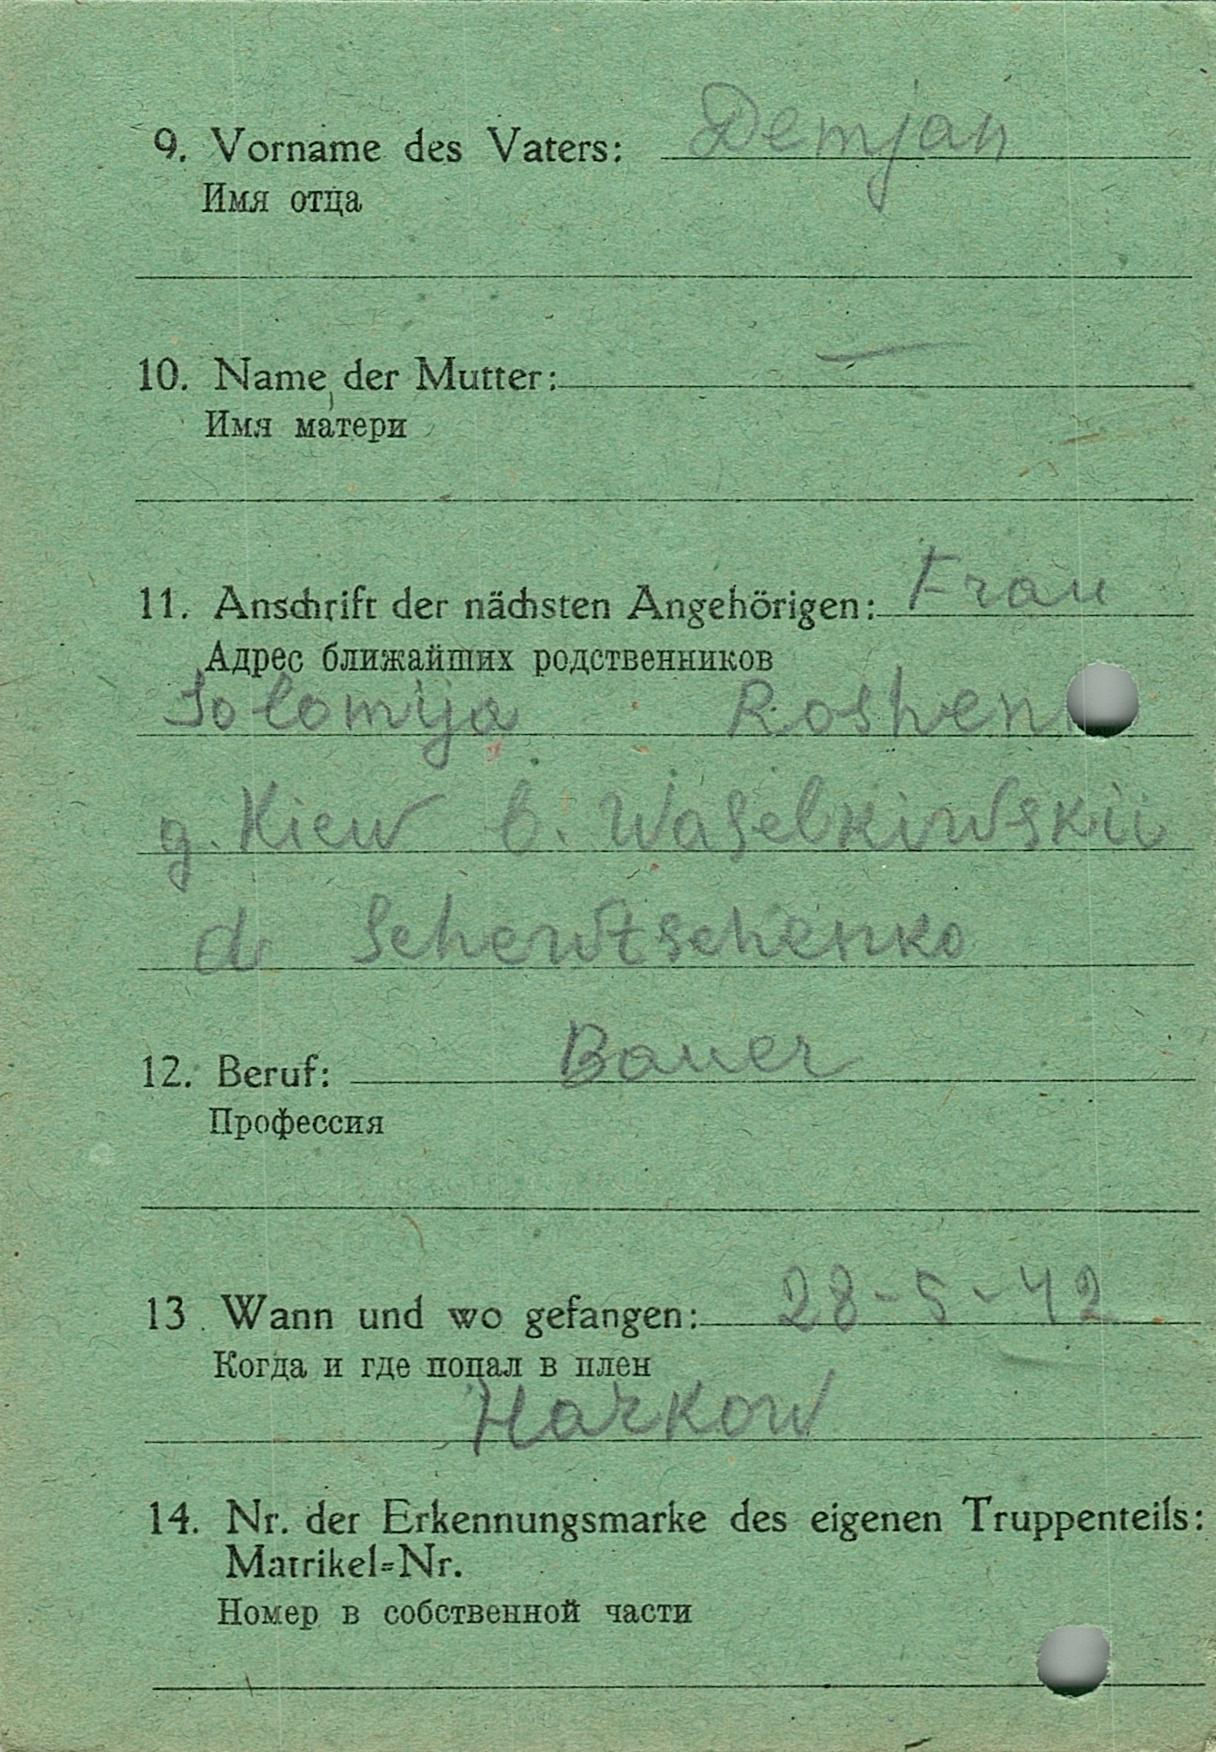 9. Vorname des Vaters: Demjan
Имя отца
10. Name der Mutter: —
Имя матери
11. Anschrift der nächsten Angehörigen: Frau
Адрес ближайших родственников
Solomija
g. Kiew b. Waselkiwskii
d Schewtschenko
12. Beruf: Bauer
Профессия
13. Wann und wo gefangen: 28-5-42
Когда и где попал в плен
Harkow
14. Nr. der Erkennungsmarke des eigenen Truppenteils:
Matrikel=Nr.
Номер в собственной части